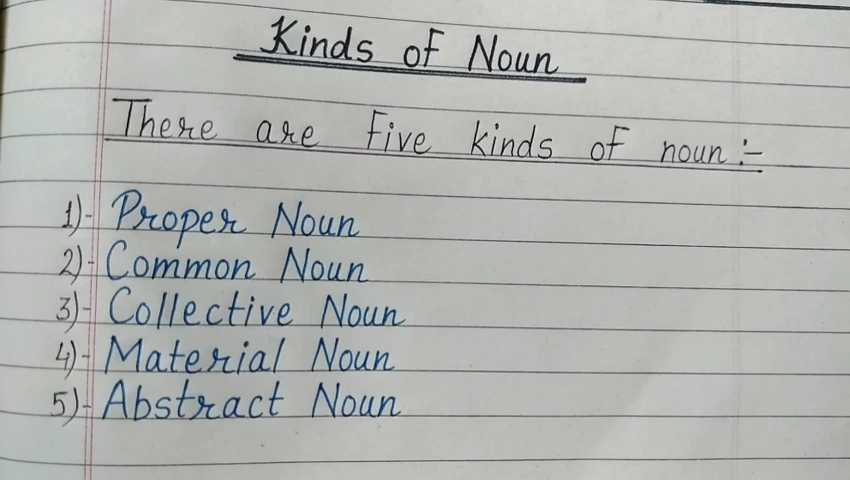 Kinds of Noun
There are Five kinds of noun :-
1)- Proper Noun
2)- Common Noun
3)- Collective Noun
4)- Material Noun
5)- Abstract Noun